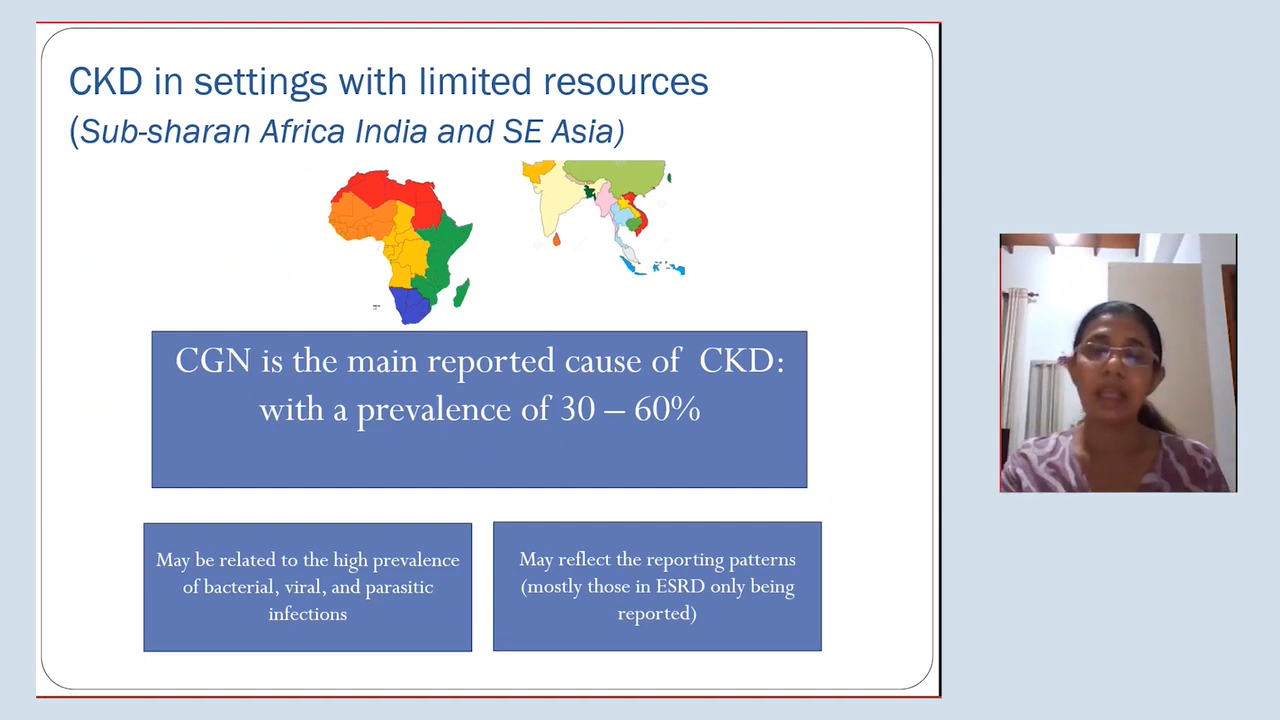 CKD in settings with limited resources
(Sub-sharan Africa India and SE Asia)
CGN is the main reported cause of CKD:
with a prevalence of 30 – 60%
May be related to the high prevalence
of bacterial, viral, and parasitic
infections
May reflect the reporting patterns
(mostly those in ESRD only being
reported)